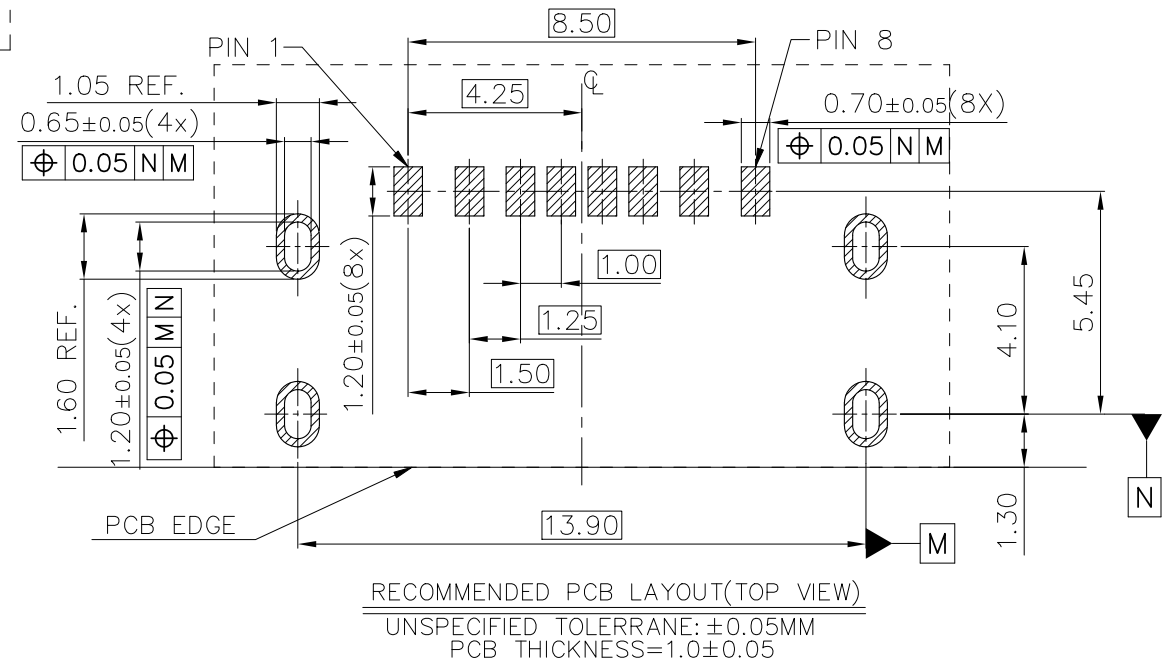 8.50
PIN 1
PIN 8
1.05 REF.
℄
4.25
0.70±0.05(8X)
0.65±0.05(4x)
⌖ 0.05 N M
⌖ 0.05 N M
1.00
1.25
1.50
1.20±0.05(8x)
1.60 REF.
1.20±0.05(4x)
⌖ 0.05 M N
4.10
5.45
1.30
N
PCB EDGE
13.90
M
RECOMMENDED PCB LAYOUT(TOP VIEW)
UNSPECIFIED TOLERRANE: ±0.05MM
PCB THICKNESS=1.0±0.05